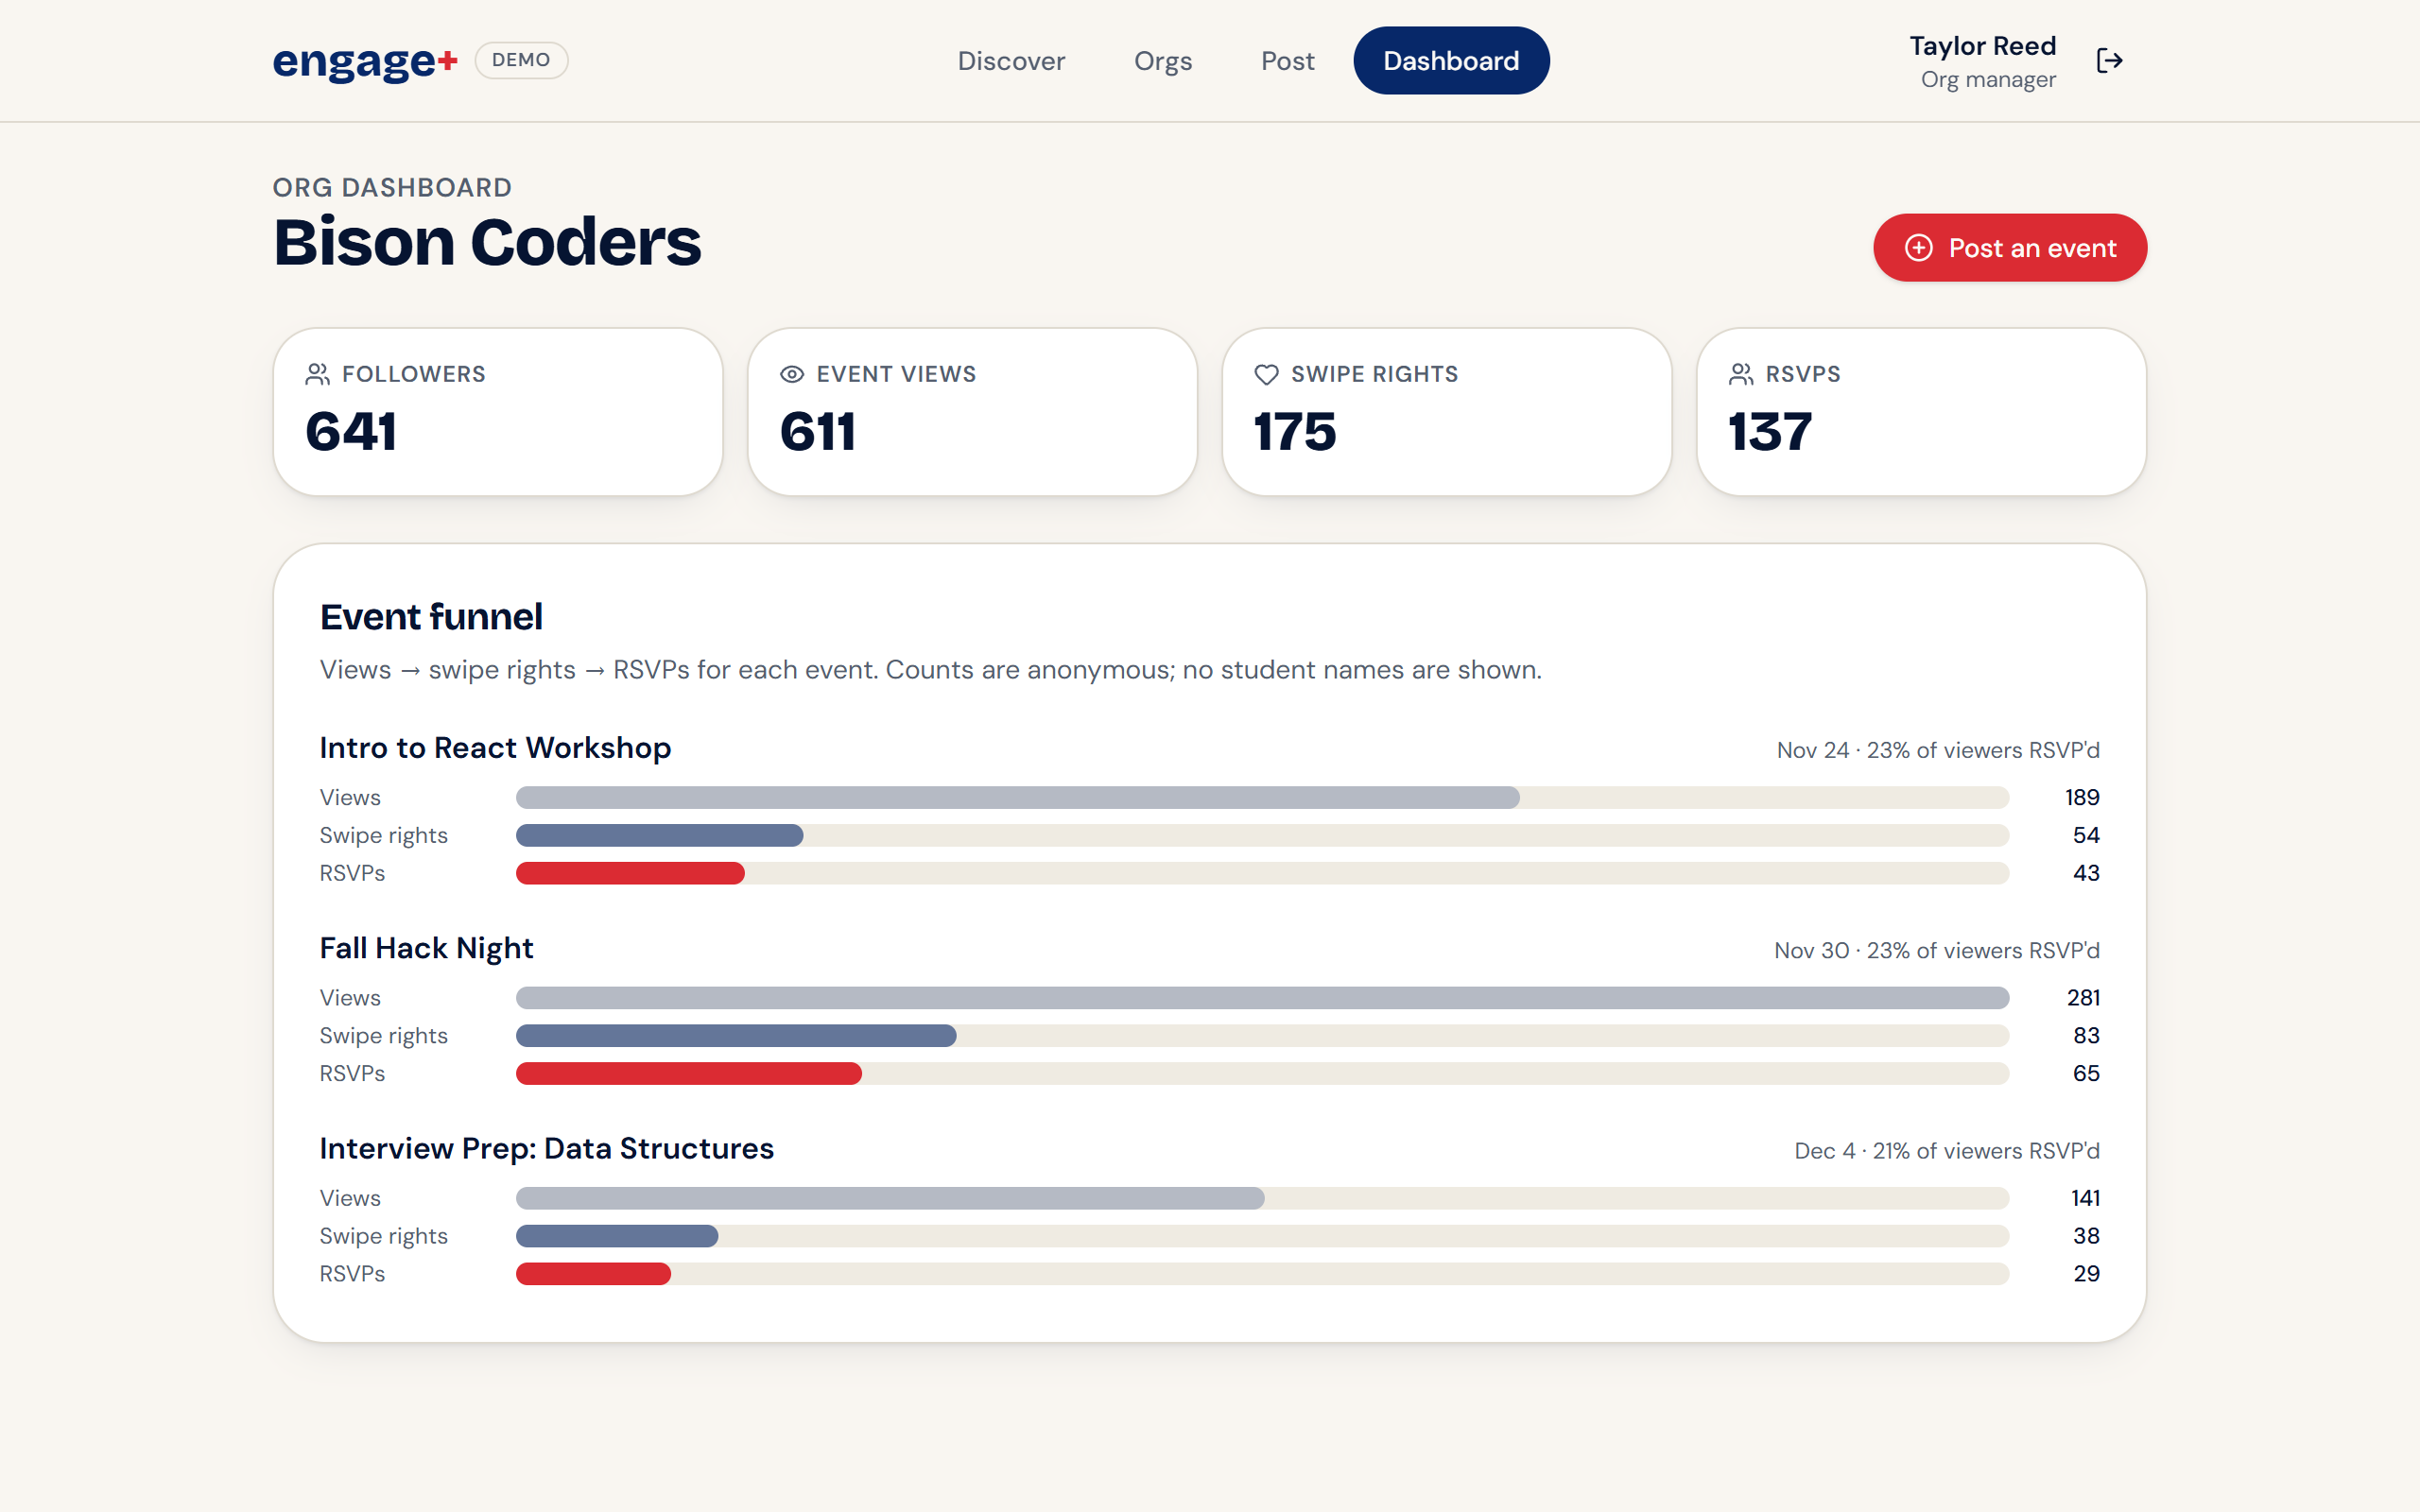 engage+ DEMO Discover Orgs Post Dashboard Taylor Reed
Org manager
ORG DASHBOARD
Bison Coders
Post an event
FOLLOWERS
641
EVENT VIEWS
611
SWIPE RIGHTS
175
RSVPS
137
Event funnel
Views → swipe rights → RSVPs for each event. Counts are anonymous; no student names are shown.
Intro to React Workshop Nov 24 · 23% of viewers RSVP'd
Views 189
Swipe rights 54
RSVPs 43
Fall Hack Night Nov 30 · 23% of viewers RSVP'd
Views 281
Swipe rights 83
RSVPs 65
Interview Prep: Data Structures Dec 4 · 21% of viewers RSVP'd
Views 141
Swipe rights 38
RSVPs 29